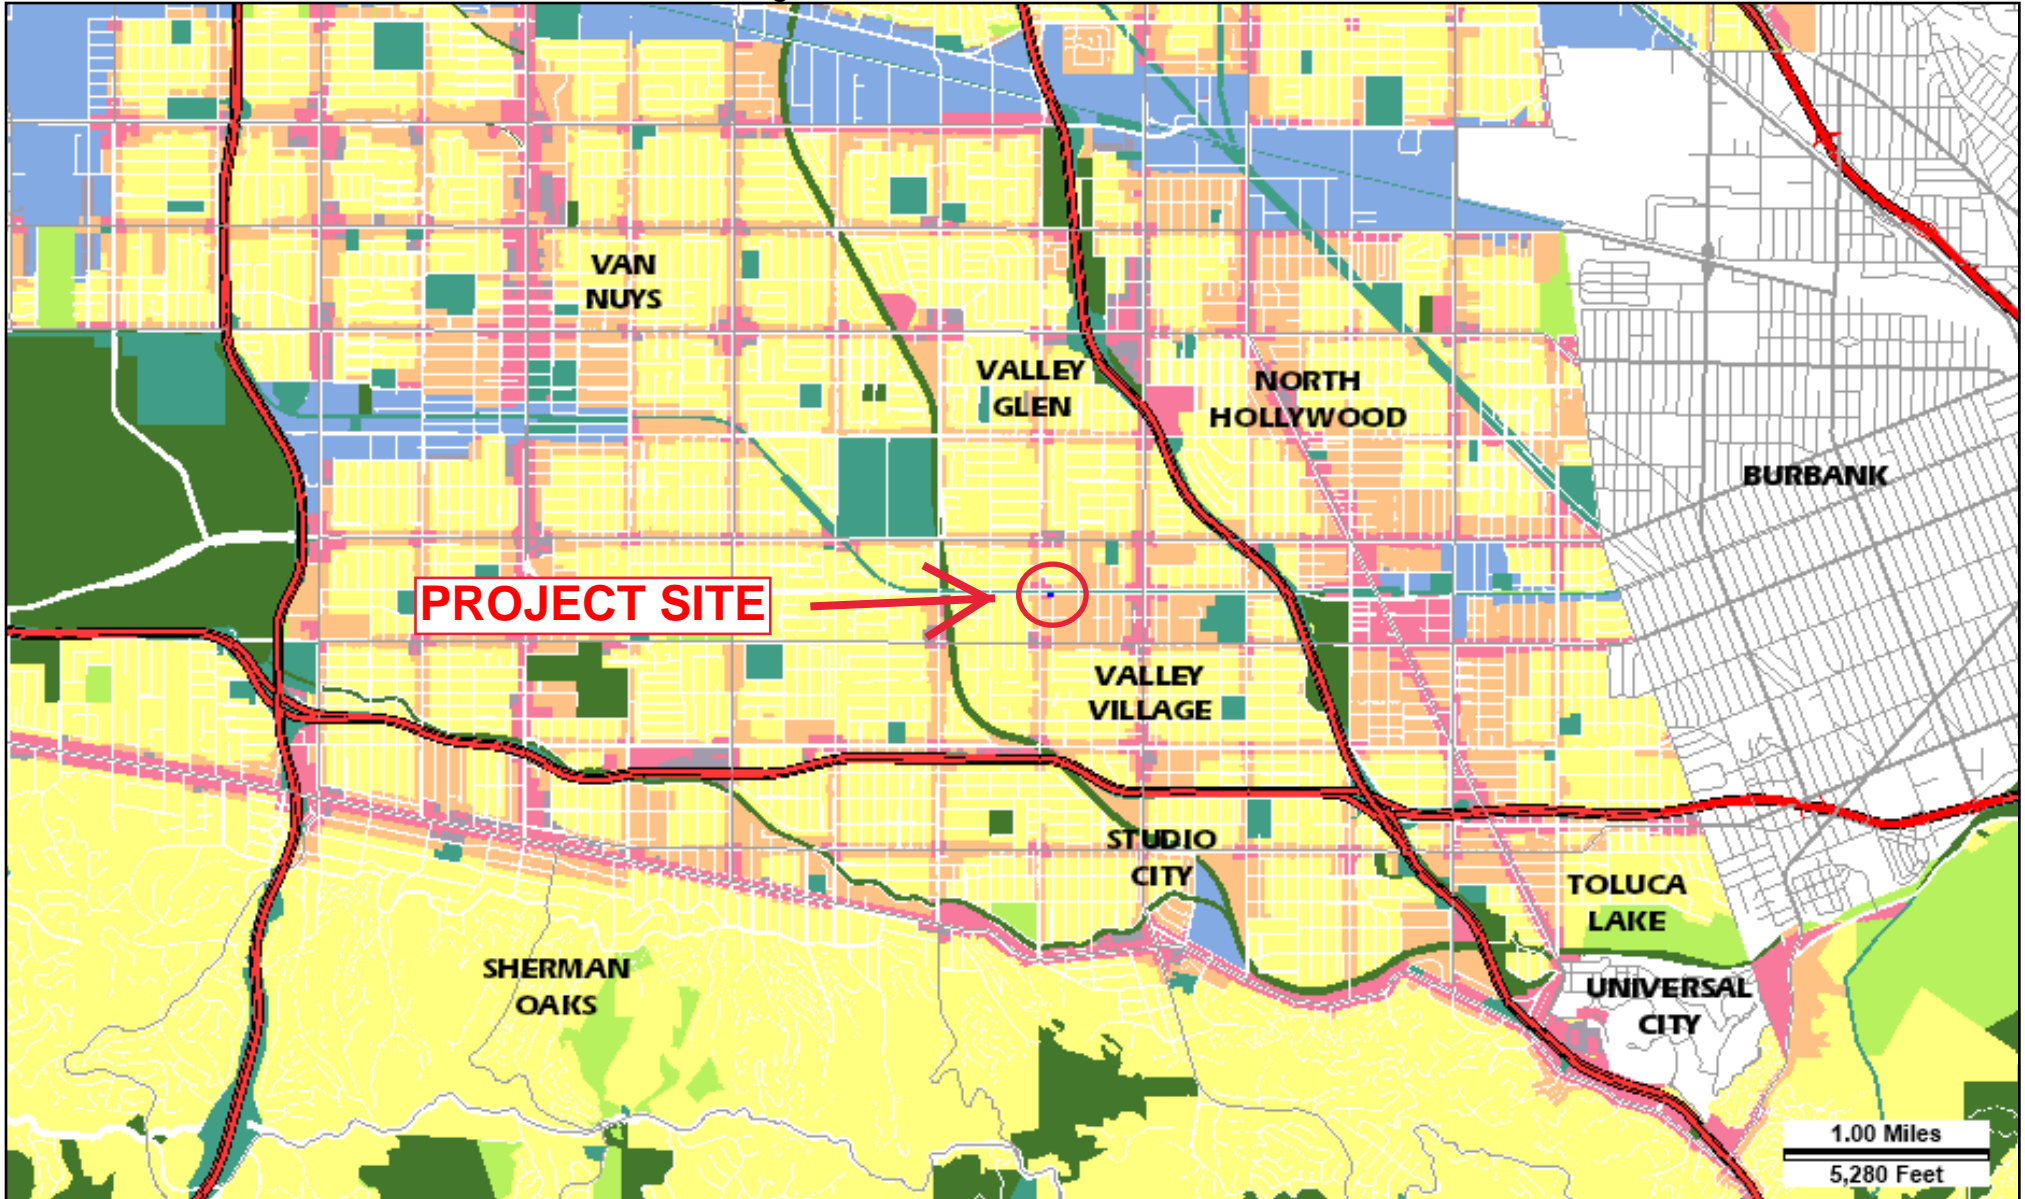 VAN
NUYS
VALLEY
GLEN
NORTH
HOLLYWOOD
BURBANK
PROJECT SITE
VALLEY
VILLAGE
STUDIO
CITY
TOLUCA
LAKE
SHERMAN
OAKS
UNIVERSAL
CITY
1.00 Miles
5,280 Feet